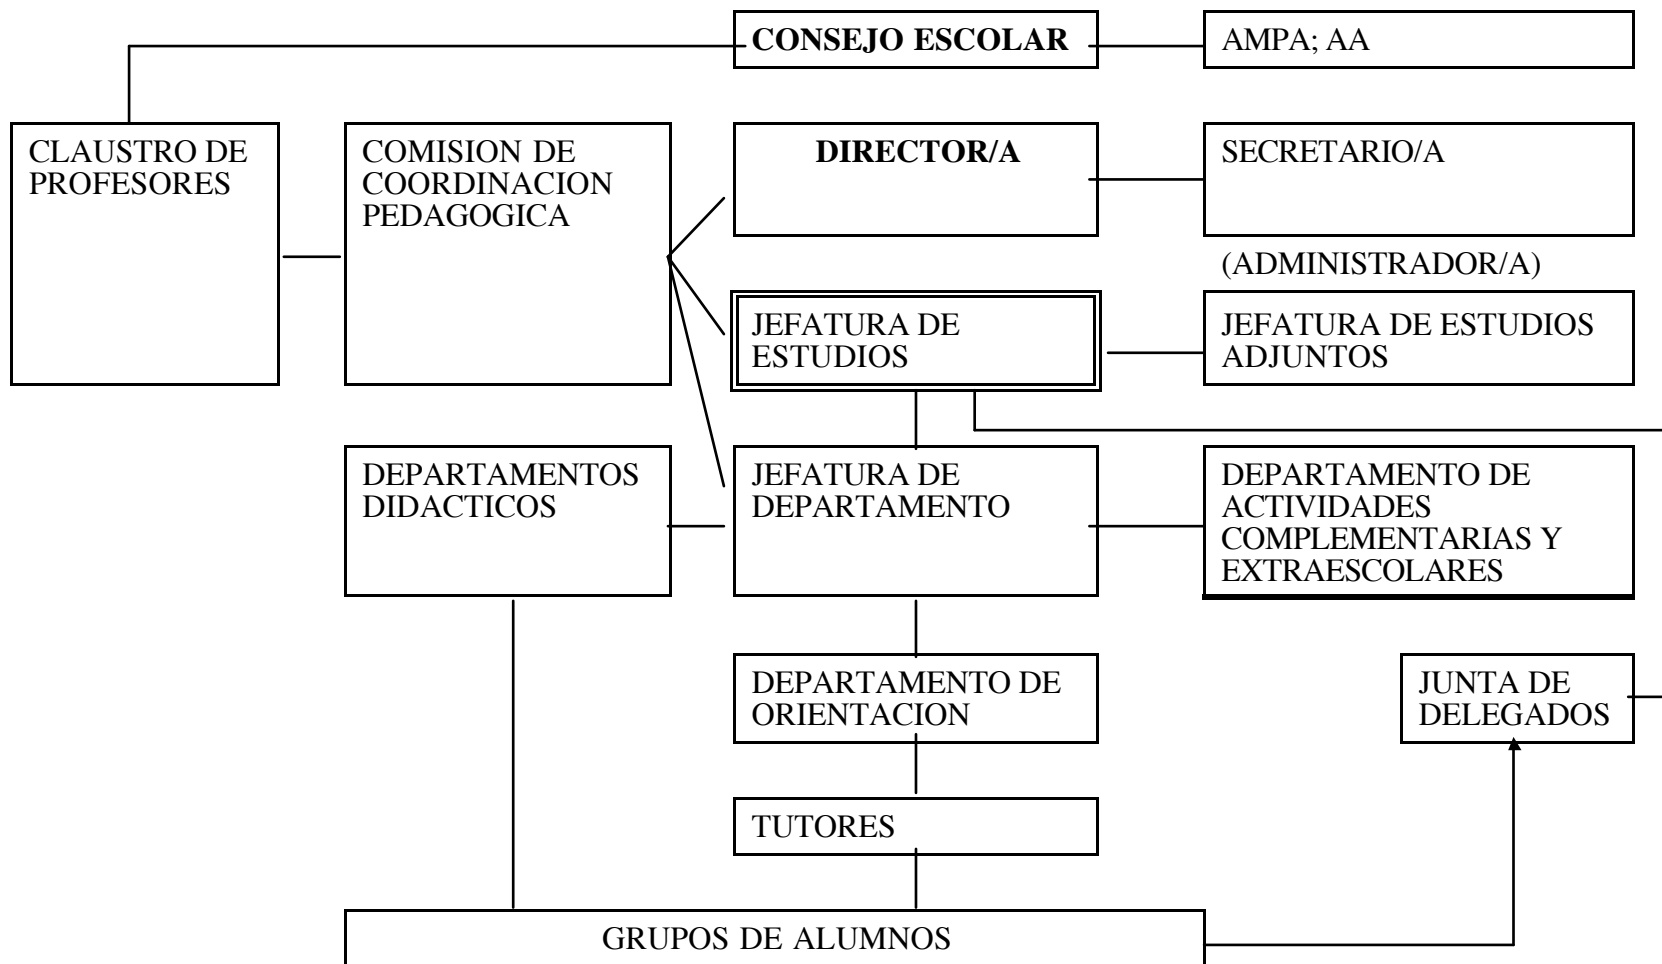 CONSEJO ESCOLAR
AMPA; AA
CLAUSTRO DE
PROFESORES
COMISION DE
COORDINACION
PEDAGOGICA
DIRECTOR/A
SECRETARIO/A
(ADMINISTRADOR/A)
JEFATURA DE
ESTUDIOS
JEFATURA DE ESTUDIOS
ADJUNTOS
DEPARTAMENTOS
DIDACTICOS
JEFATURA DE
DEPARTAMENTO
DEPARTAMENTO DE
ACTIVIDADES
COMPLEMENTARIAS Y
EXTRAESCOLARES
DEPARTAMENTO DE
ORIENTACION
JUNTA DE
DELEGADOS
TUTORES
GRUPOS DE ALUMNOS